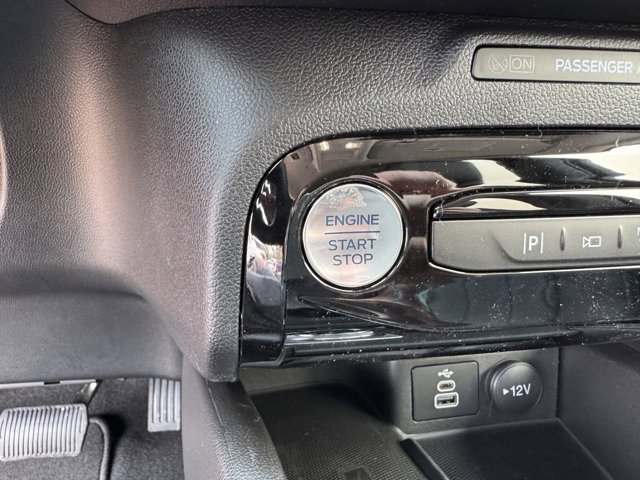 ON PASSENGER
ENGINE
START
STOP
P
12V